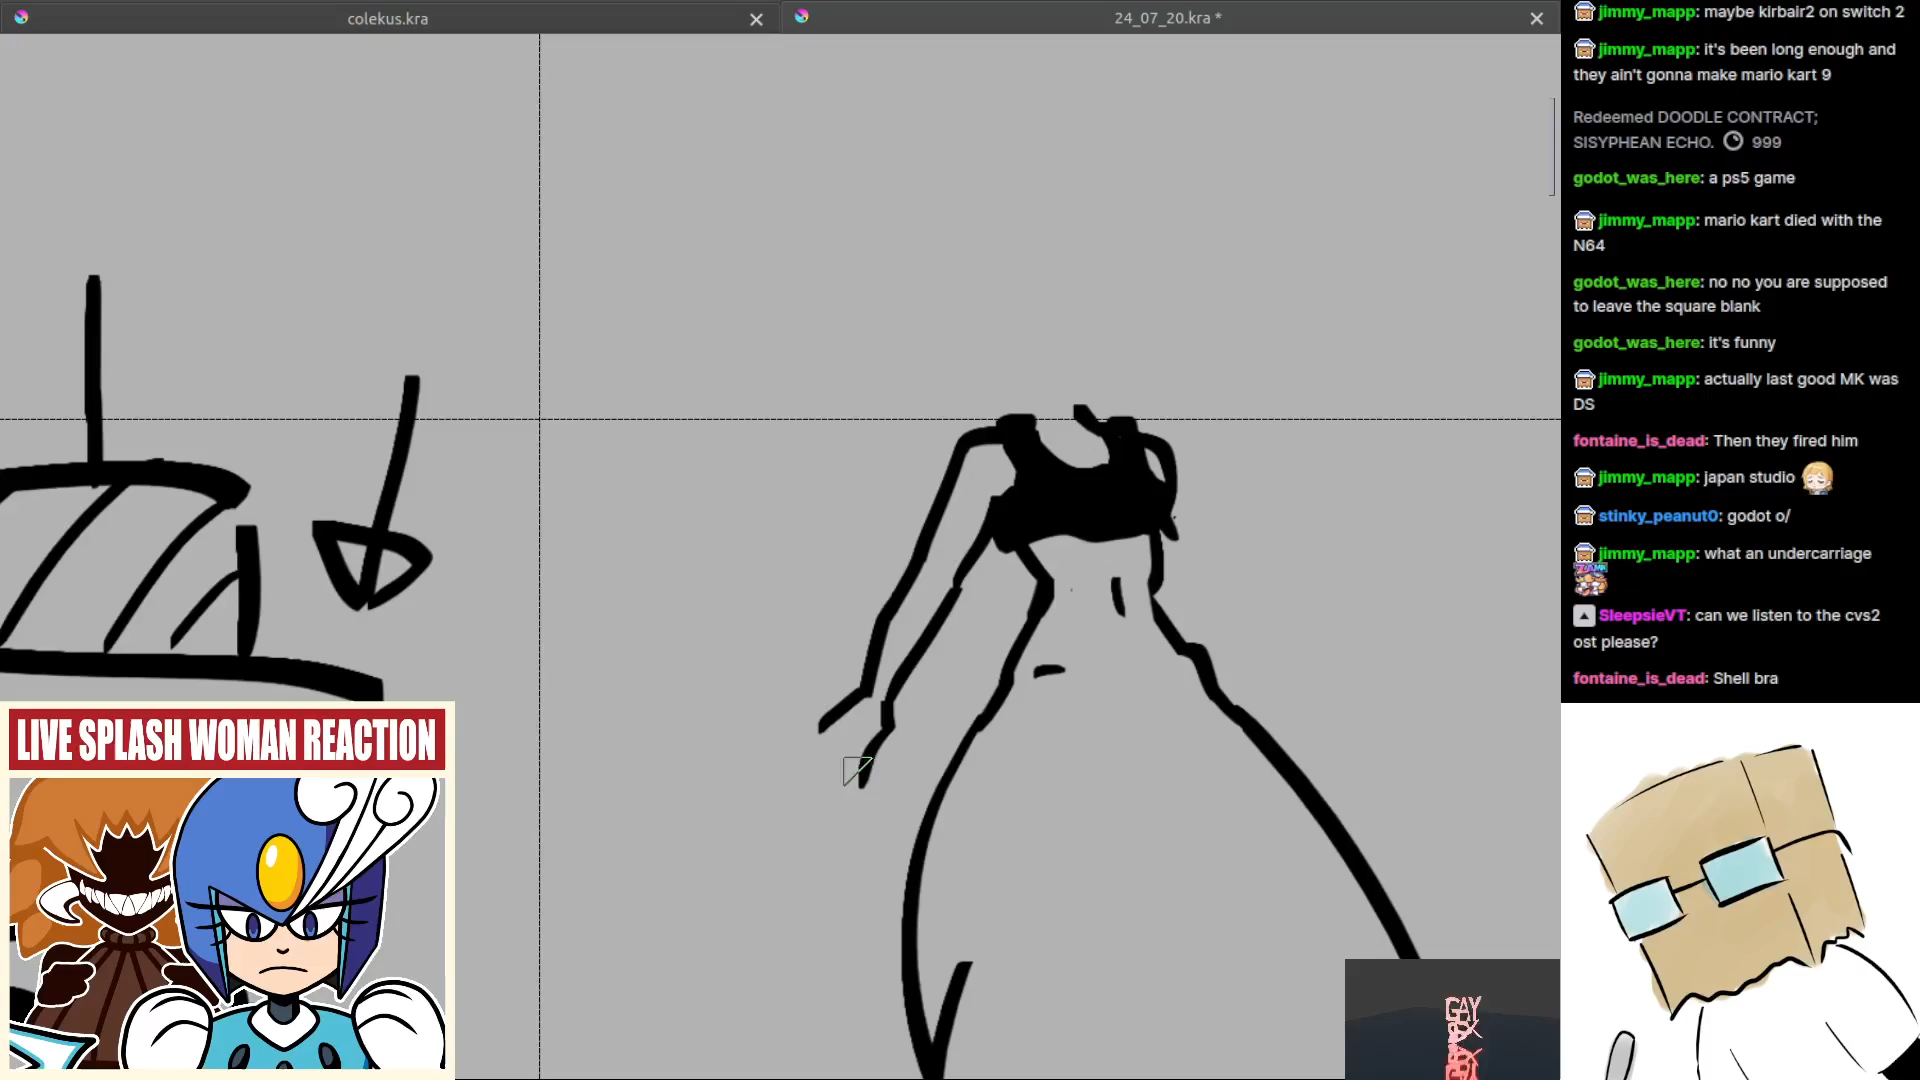 colekus.kra
24_07_20.kra *
jimmy_mapp: maybe kirbair2 on switch 2
jimmy_mapp: it's been long enough and
they ain't gonna make mario kart 9
Redeemed DOODLE CONTRACT;
SISYPHEAN ECHO. 999
godot_was_here: a ps5 game
jimmy_mapp: mario kart died with the
N64
godot_was_here: no no you are supposed
to leave the square blank
godot_was_here: it's funny
jimmy_mapp: actually last good MK was
DS
fontaine_is_dead: Then they fired him
jimmy_mapp: japan studio
stinky_peanut0: godot o/
jimmy_mapp: what an undercarriage
SleepsieVT: can we listen to the cvs2
ost please?
fontaine_is_dead: Shell bra
LIVE SPLASH WOMAN REACTION
GAY
SEX